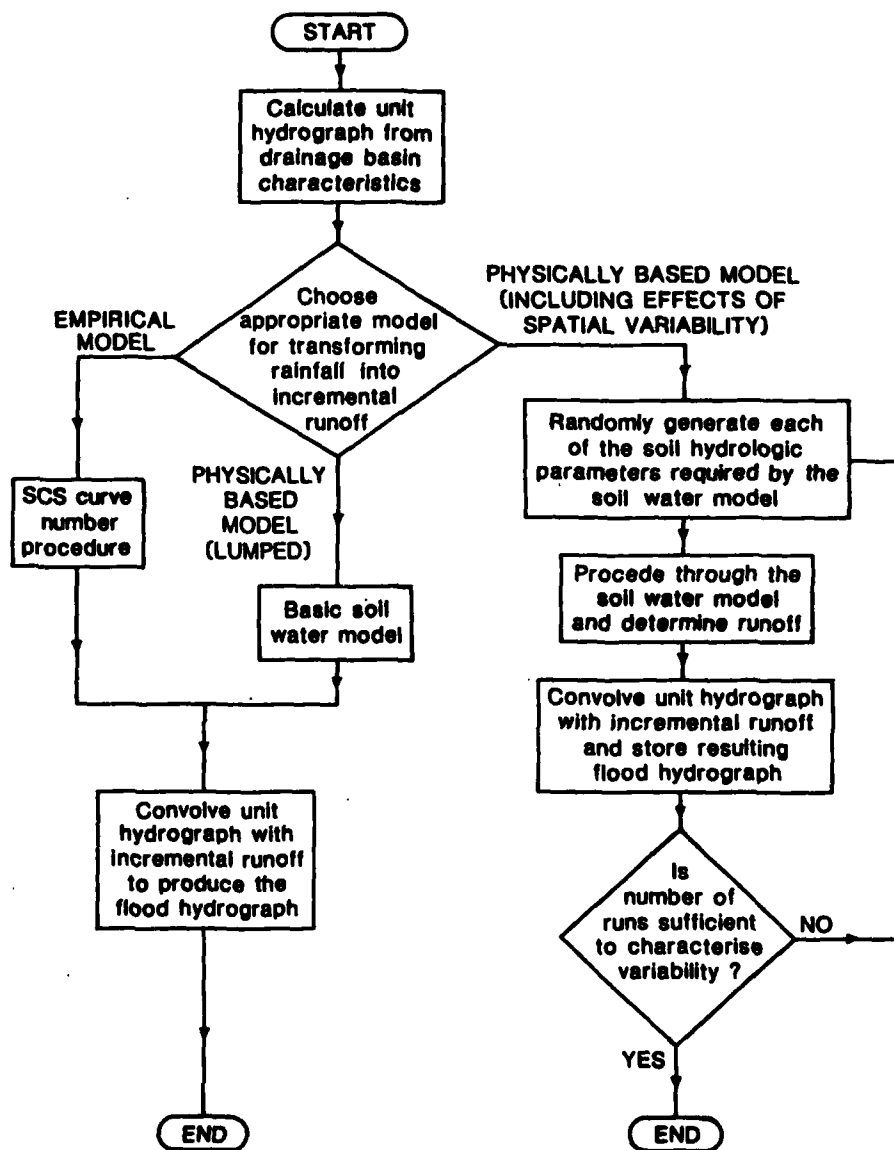 START
Calculate unit
hydrograph from
drainage basin
characteristics
Choose
appropriate model
for transforming
rainfall into
incremental
runoff
EMPIRICAL
MODEL
SCS curve
number
procedure
PHYSICALLY
BASED
MODEL
(LUMPED)
Basic soil
water model
Convolve unit
hydrograph with
incremental runoff
to produce the
flood hydrograph
END
PHYSICALLY BASED MODEL
(INCLUDING EFFECTS OF
SPATIAL VARIABILITY)
Randomly generate each
of the soil hydrologic
parameters required by the
soil water model
Procede through the
soil water model
and determine runoff
Convolve unit hydrograph
with incremental runoff
and store resulting
flood hydrograph
Is
number of
runs sufficient
to characterise
variability ?
NO
YES
END